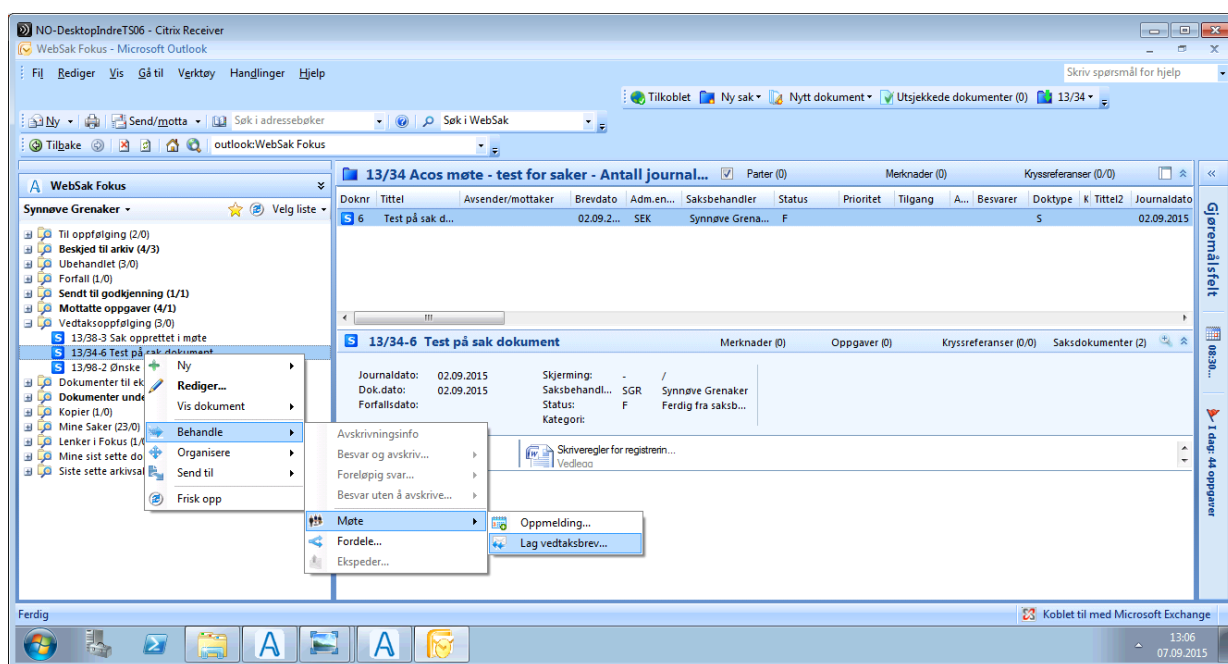 NO-DesktopIndreTS06 - Citrix Receiver
WebSak Fokus - Microsoft Outlook
Fil Rediger Vis Gå til Verktøy Handlinger Hjelp Skriv spørsmål for hjelp
Tilkoblet Ny sak Nytt dokument Utsjekkede dokumenter (0) 13/34
Ny Send/motta Søk i adressebøker Søk i WebSak
Tilbake outlook:WebSak Fokus
WebSak Fokus
Synnøve Grenaker Velg liste
Til oppfølging (2/0)
Beskjed til arkiv (4/3)
Ubehandlet (3/0)
Forfall (1/0)
Sendt til godkjenning (1/1)
Mottatte oppgaver (4/1)
Vedtaksoppfølging (3/0)
13/38-3 Sak opprettet i møte
13/34-6 Test på sak dokument
13/98-2 Ønske
Dokumenter til ek
Dokumenter unde
Kopier (1/0)
Mine Saker (23/0)
Lenker i Fokus (1/
Mine sist sette do
Siste sette arkivsal
Ny
Rediger...
Vis dokument
Behandle
Organisere
Send til
Frisk opp
Avskrivningsinfo
Besvar og avskriv...
Foreløpig svar...
Besvar uten å avskrive...
Møte
Fordele...
Ekspeder...
Oppmelding...
Lag vedtaksbrev...
13/34 Acos møte - test for saker - Antall journal... Parter (0) Merknader (0) Kryssreferanser (0/0)
Doknr Tittel Avsender/mottaker Brevdato Adm.en... Saksbehandler Status Prioritet Tilgang A... Besvarer Doktype K Tittel2 Journaldato
6 Test på sak d... 02.09.2... SEK Synnøve Grena... F S 02.09.2015
13/34-6 Test på sak dokument Merknader (0) Oppgaver (0) Kryssreferanser (0/0) Saksdokumenter (2)
Journaldato: 02.09.2015 Skjerming: - /
Dok.dato: 02.09.2015 Saksbehandl... SGR Synnøve Grenaker
Forfallsdato: Status: F Ferdig fra saksb...
Kategori:
Skriveregler for registrerin...
Vedlegg
Gjøremålsfelt
08:30...
I dag: 44 oppgaver
Ferdig Koblet til med Microsoft Exchange
13:06
07.09.2015